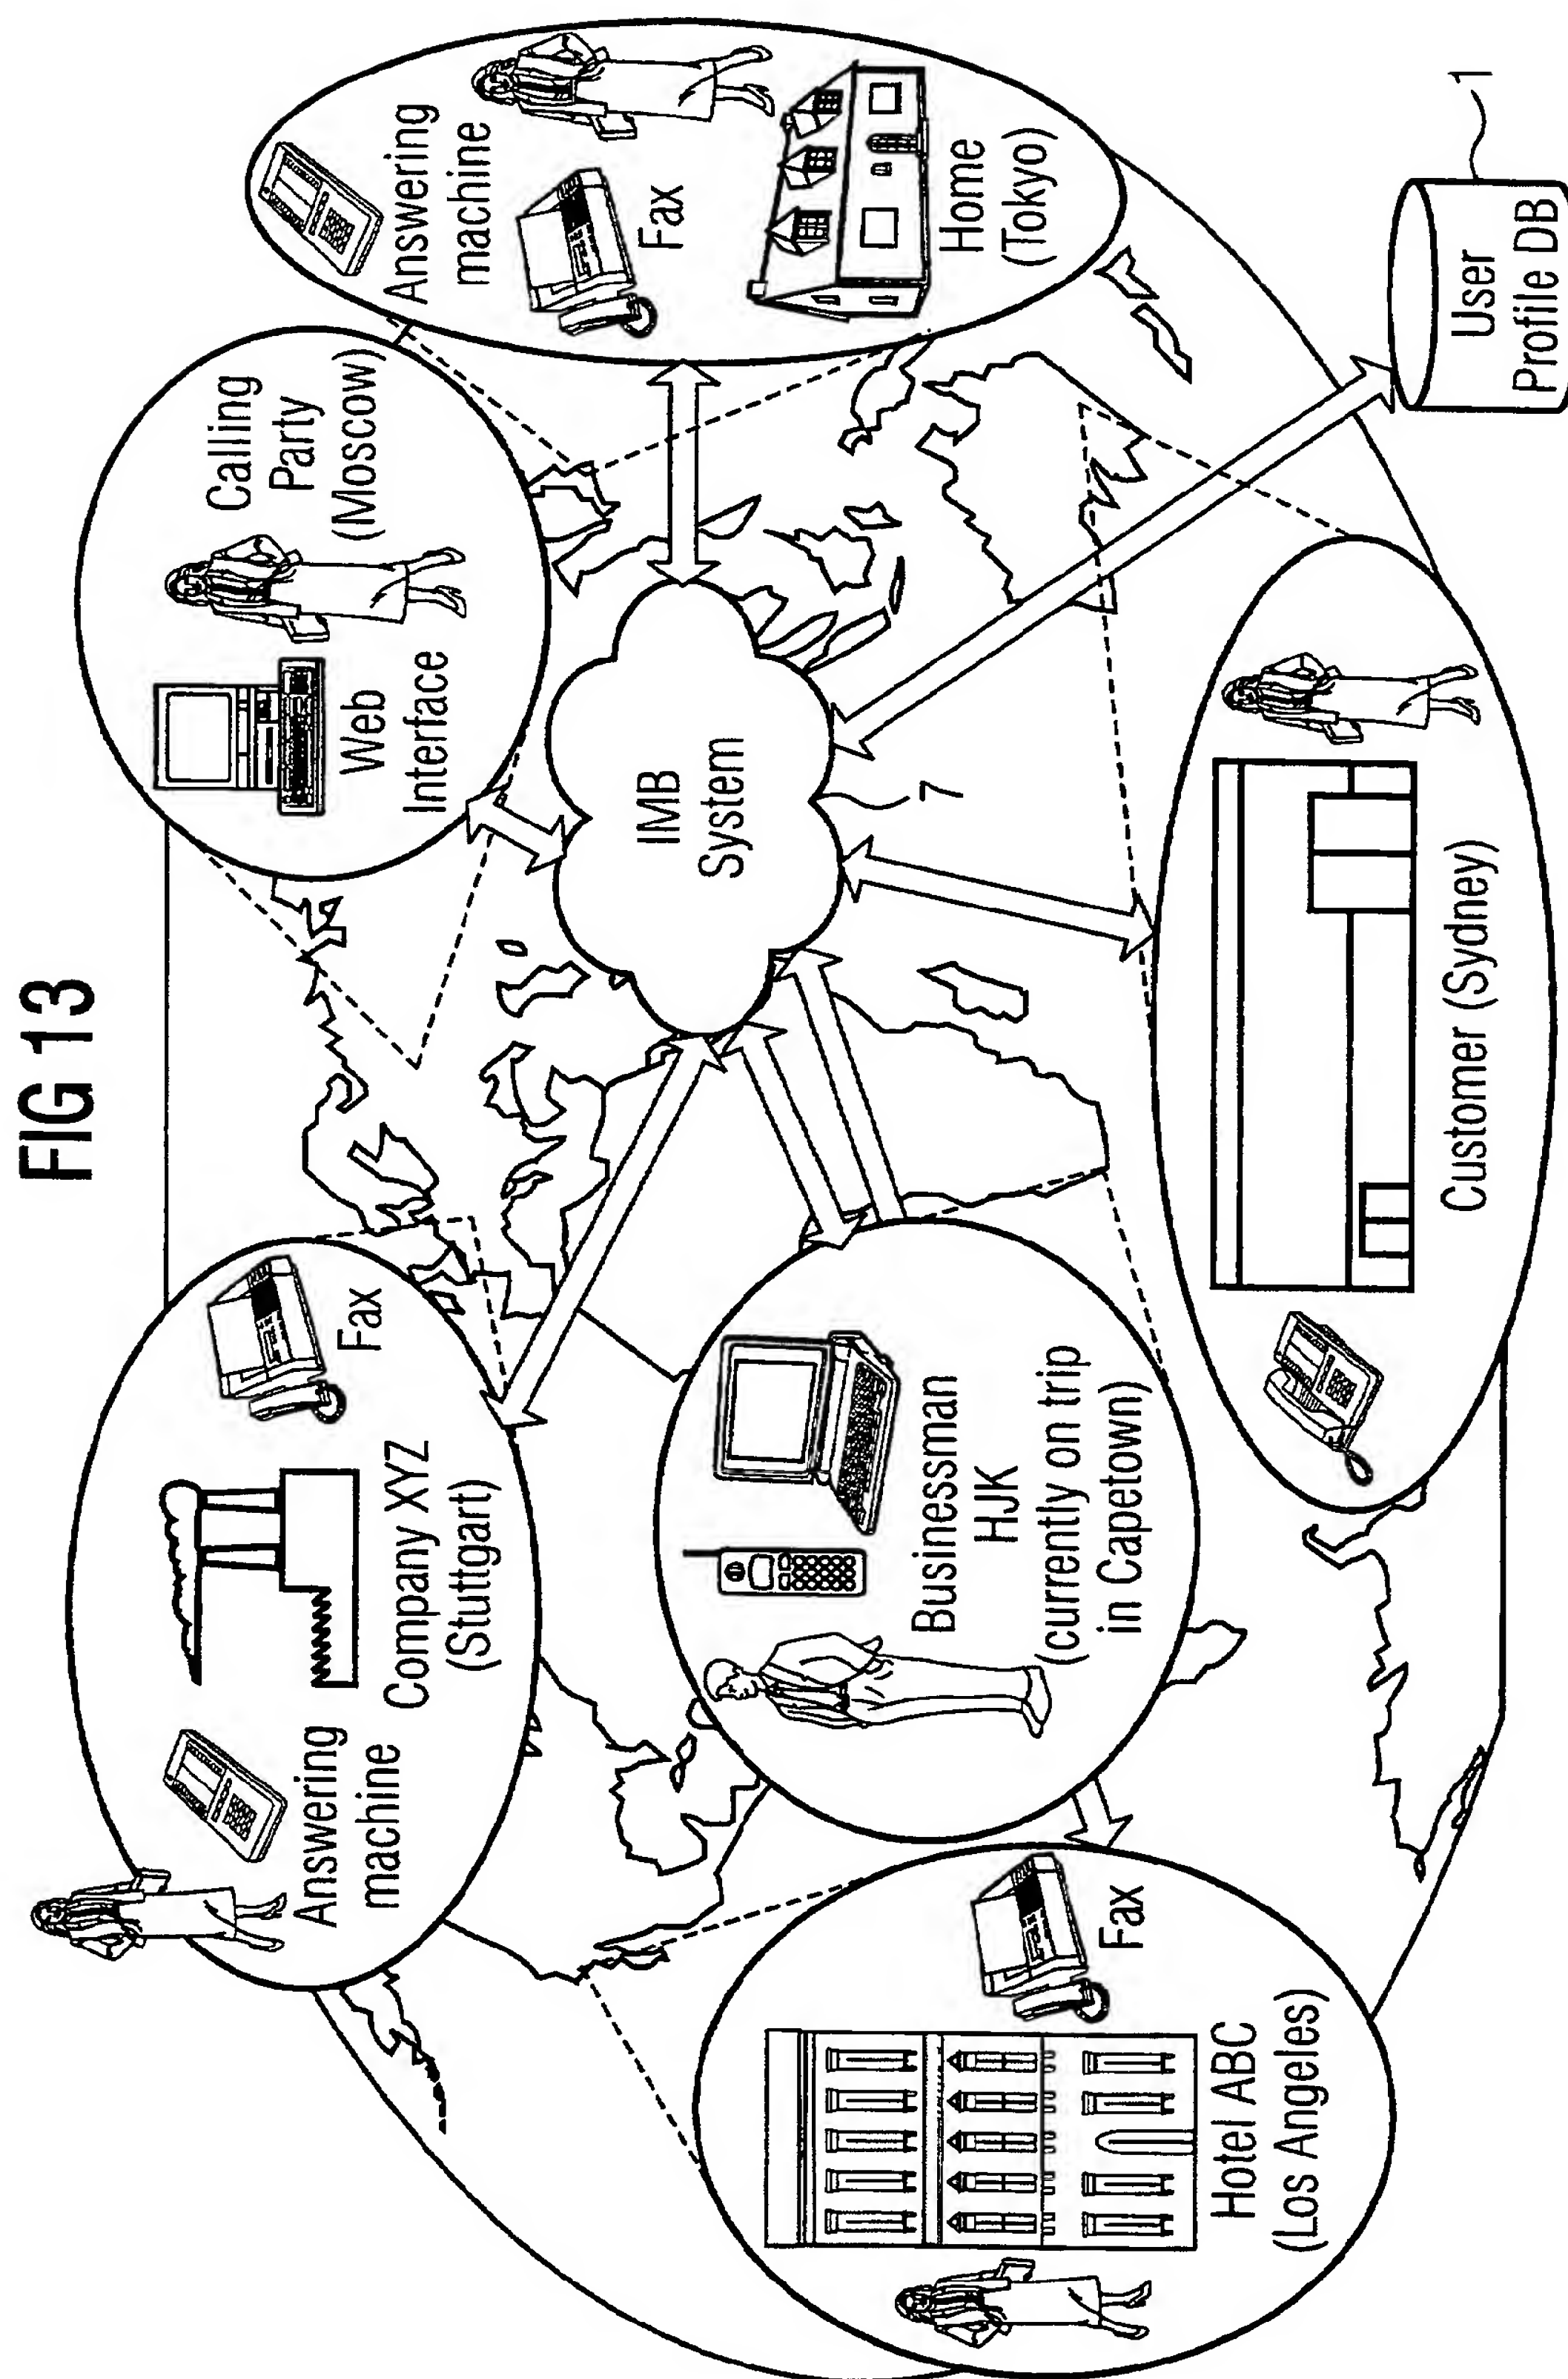 FIG 13
Answering
machine
Company XYZ
(Stuttgart)
Fax
Web
Interface
Calling
Party
(Moscow)
Answering
machine
Fax
Home
(Tokyo)
IMB
System
7
Businessman
HJK
(currently on trip
in Capetown)
Hotel ABC
(Los Angeles)
Fax
Customer (Sydney)
User
Profile DB
1